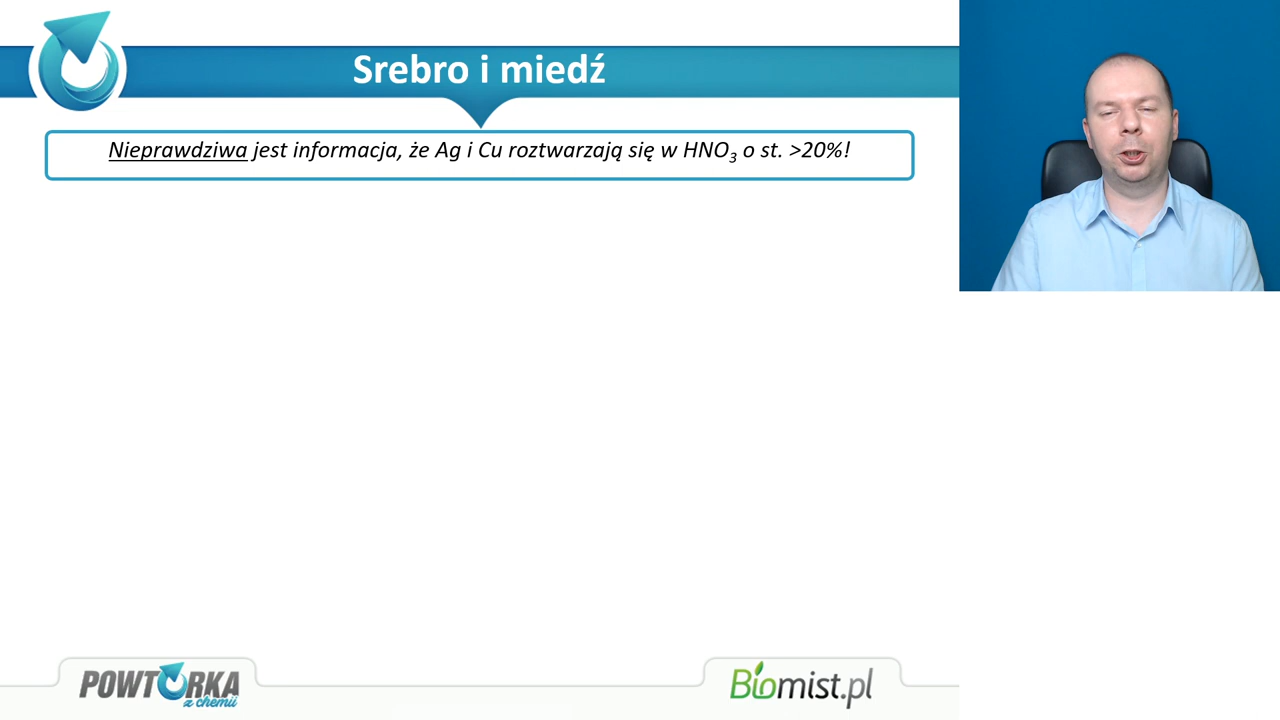 Srebro i miedź
Nieprawdziwa jest informacja, że Ag i Cu roztwarzają się w HNO₃ o st. >20%!
POWTÓRKA
z chemii
Biomist.pl